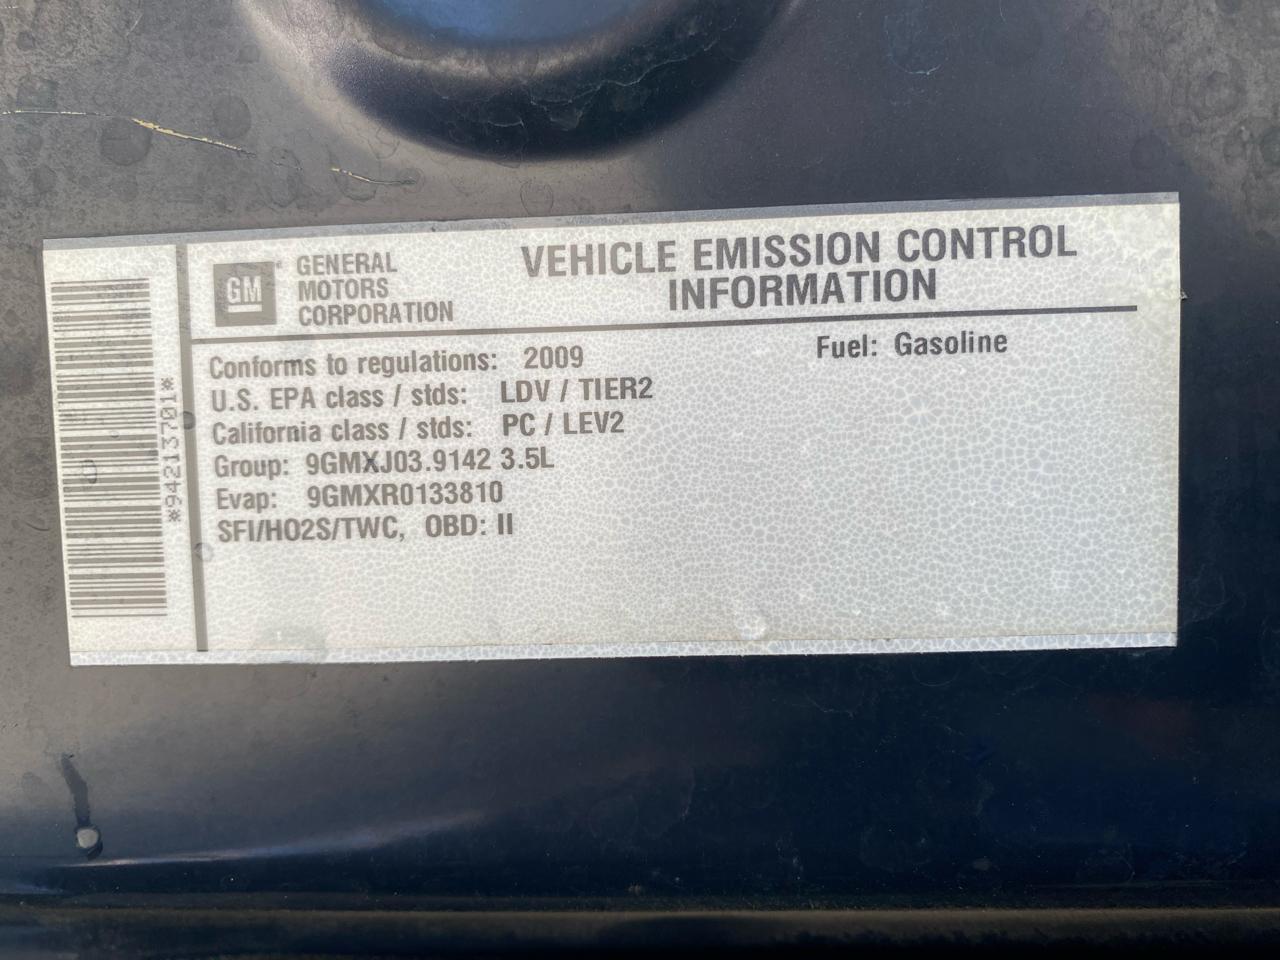 GM
GENERAL
MOTORS
CORPORATION
VEHICLE EMISSION CONTROL
INFORMATION
Conforms to regulations: 2009
Fuel: Gasoline
U.S. EPA class / stds: LDV / TIER2
California class / stds: PC / LEV2
Group: 9GMXJ03.9142 3.5L
Evap: 9GMXR0133810
SFI/HO2S/TWC, OBD: II
*94213701*